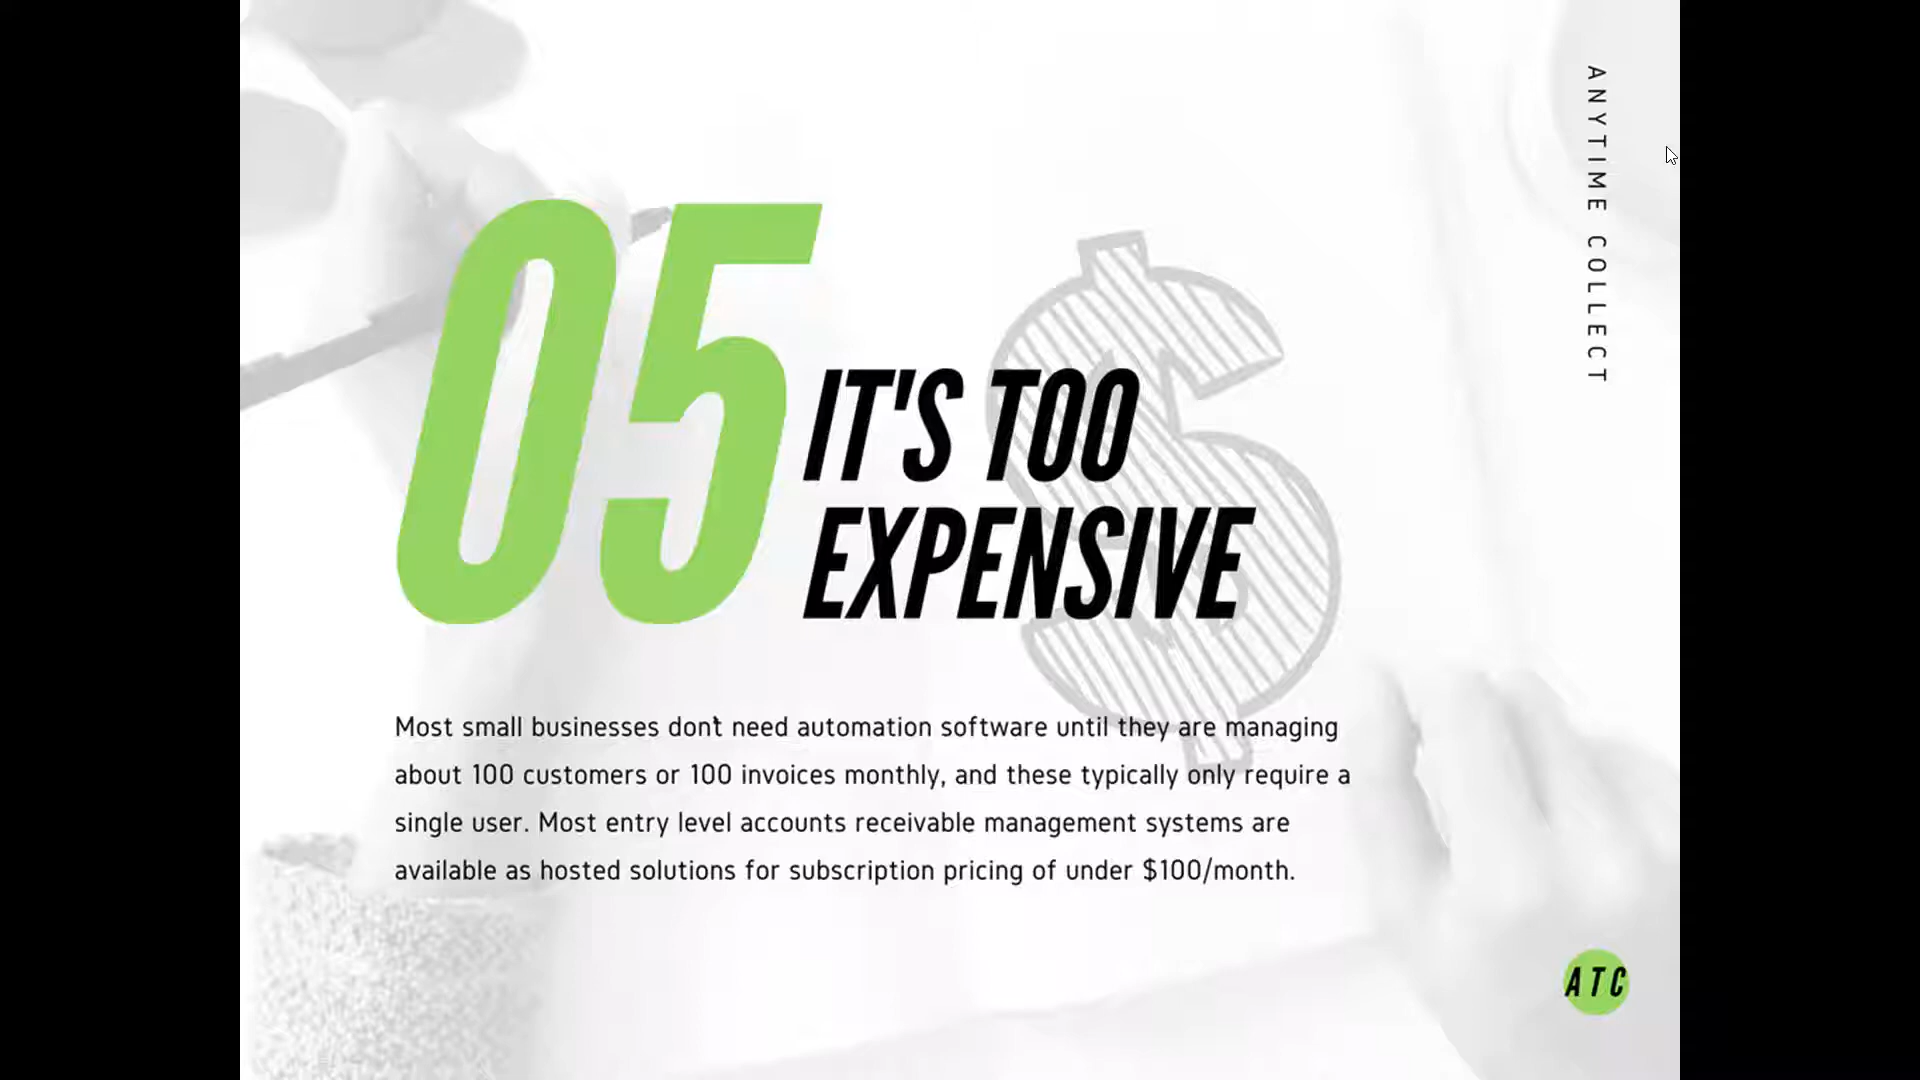 ANYTIME COLLECT
05
IT'S TOO
EXPENSIVE
Most small businesses don't need automation software until they are managing
about 100 customers or 100 invoices monthly, and these typically only require a
single user. Most entry level accounts receivable management systems are
available as hosted solutions for subscription pricing of under $100/month.
ATC